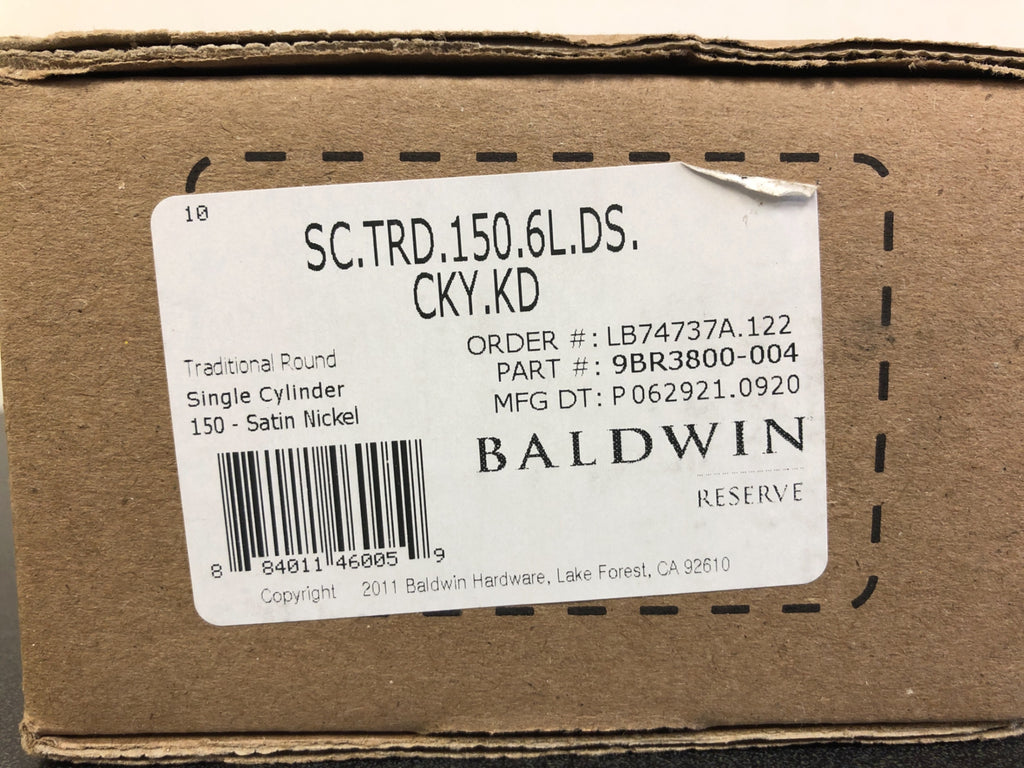 10
SC.TRD.150.6L.DS.
CKY.KD
ORDER #: LB74737A.122
PART #: 9BR3800-004
MFG DT: P062921.0920
Traditional Round
Single Cylinder
150 - Satin Nickel
BALDWIN
RESERVE
8 84011 46005 9
Copyright 2011 Baldwin Hardware, Lake Forest, CA 92610